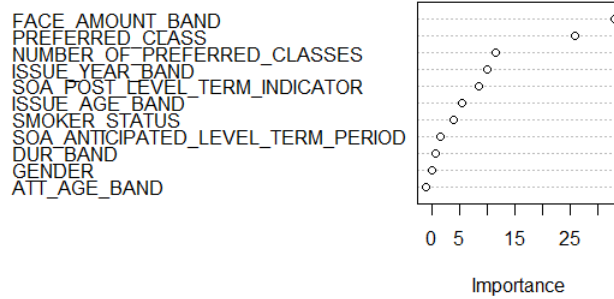 FACE_AMOUNT_BAND
PREFERRED_CLASS
NUMBER_OF_PREFERRED_CLASSES
ISSUE_YEAR_BAND
SOA_POST_LEVEL_TERM_INDICATOR
ISSUE_AGE_BAND
SMOKER_STATUS
SOA_ANTICIPATED_LEVEL_TERM_PERIOD
DUR_BAND
GENDER
ATT_AGE_BAND
0 5 15 25
Importance